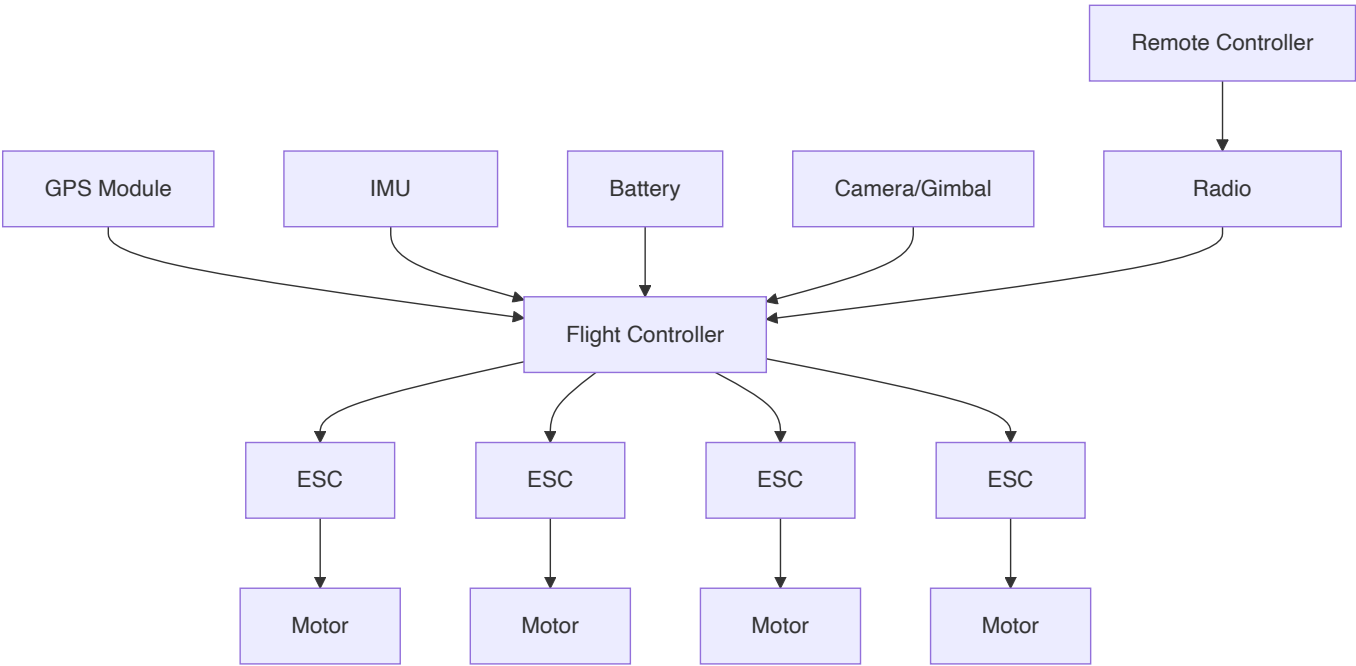 Remote Controller
GPS Module
IMU
Battery
Camera/Gimbal
Radio
Flight Controller
ESC
ESC
ESC
ESC
Motor
Motor
Motor
Motor